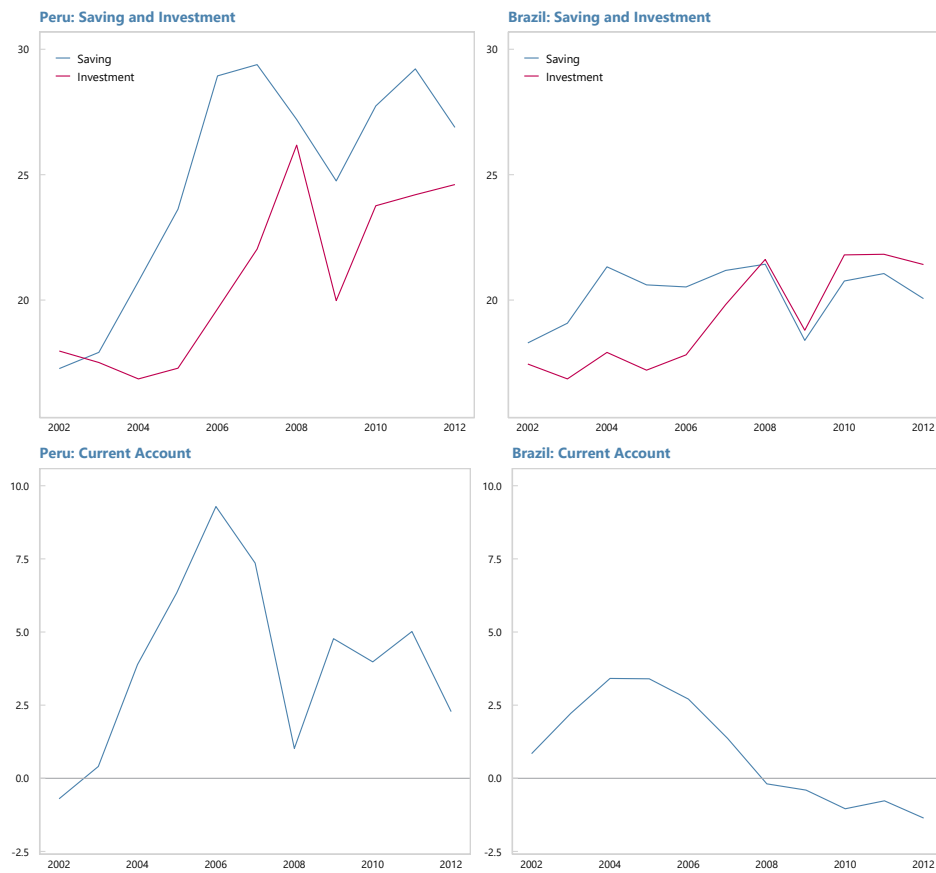 Peru: Saving and Investment
30
25
20
Saving
Investment
2002 2004 2006 2008 2010 2012
Brazil: Saving and Investment
30
25
20
Saving
Investment
2002 2004 2006 2008 2010 2012
Peru: Current Account
10.0
7.5
5.0
2.5
0.0
-2.5
2002 2004 2006 2008 2010 2012
Brazil: Current Account
10.0
7.5
5.0
2.5
0.0
-2.5
2002 2004 2006 2008 2010 2012